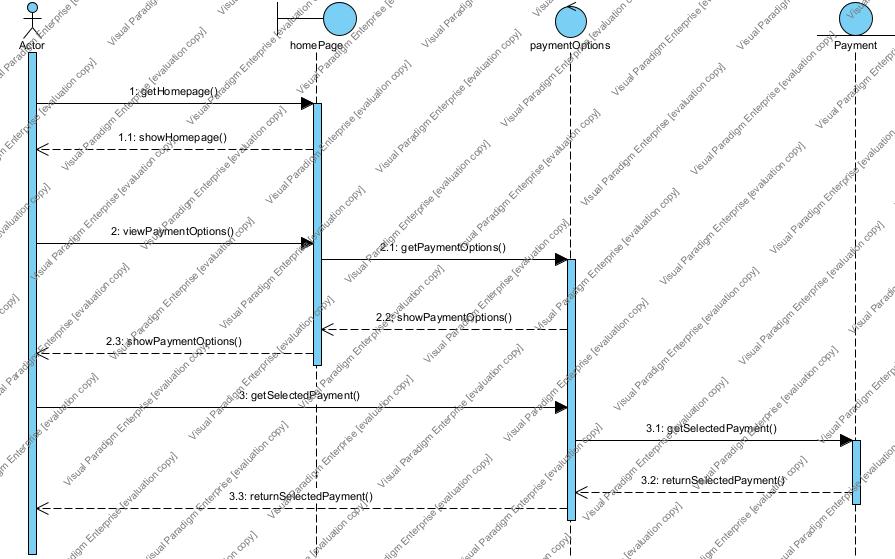 Actor
homePage
paymentOptions
Payment
1: getHomepage()
1.1: showHomepage()
2: viewPaymentOptions()
2.1: getPaymentOptions()
2.2: showPaymentOptions()
2.3: showPaymentOptions()
3: getSelectedPayment()
3.1: getSelectedPayment()
3.2: returnSelectedPayment()
3.3: returnSelectedPayment()
Visual Paradigm Enterprise [evaluation copy]